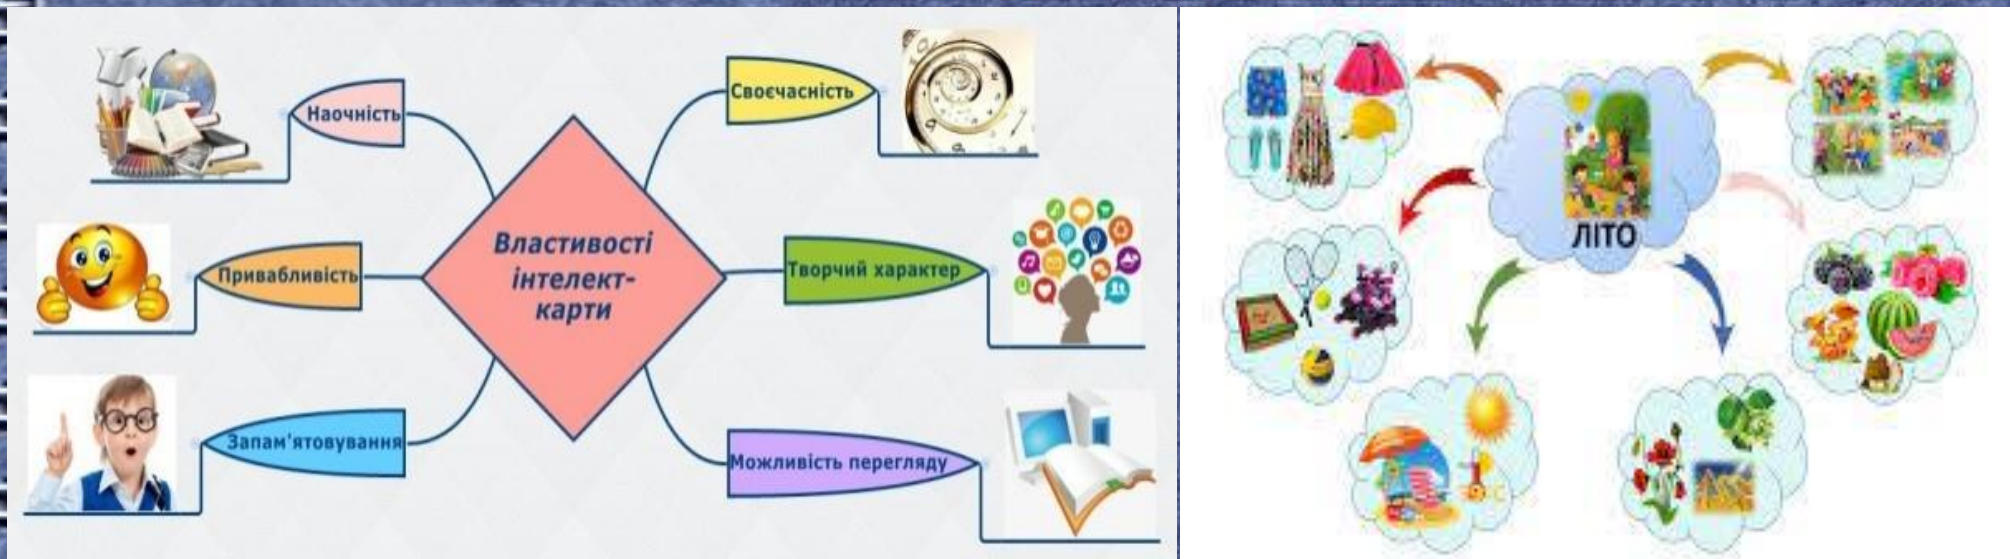 Наочність
Привабливість
Запам'ятовування
Властивості
інтелект-
карти
Своєчасність
Творчий характер
Можливість перегляду
ЛІТО